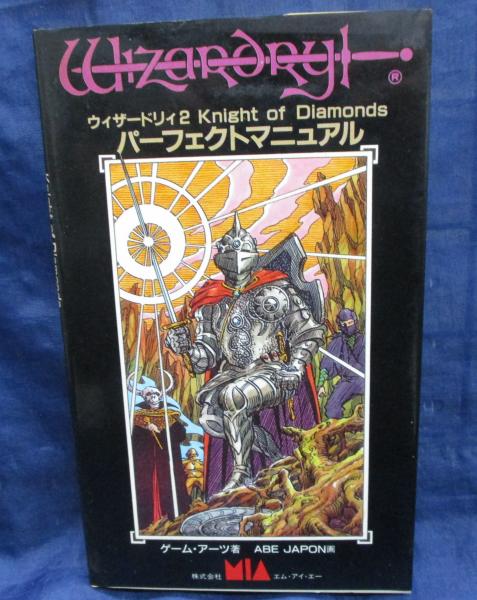 Wizardry
®
ウィザードリィ2 Knight of Diamonds
パーフェクトマニュアル
ゲーム・アーツ著 ABE JAPON画
株式会社 MIA エム・アイ・エー